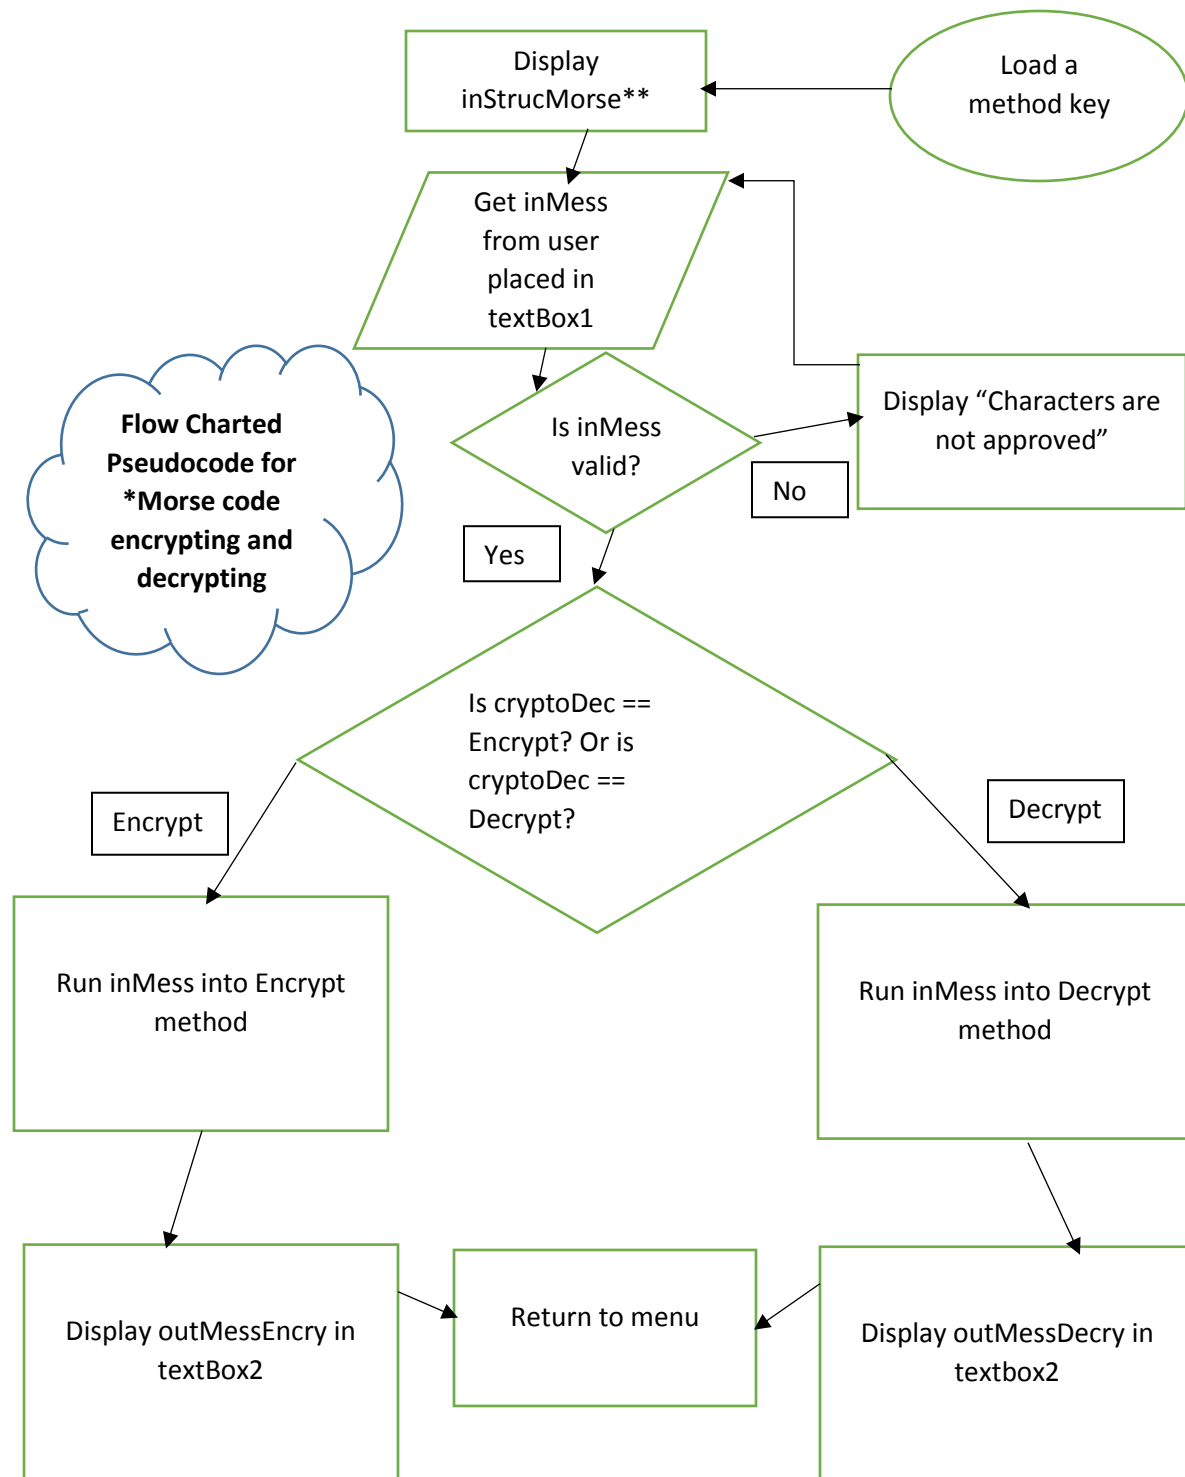 Display
inStrucMorse**
Load a
method key
Get inMess
from user
placed in
textBox1
Flow Charted
Pseudocode for
*Morse code
encrypting and
decrypting
Is inMess
valid?
Display “Characters are
not approved”
No
Yes
Is cryptoDec ==
Encrypt? Or is
cryptoDec ==
Decrypt?
Encrypt
Decrypt
Run inMess into Encrypt
method
Run inMess into Decrypt
method
Display outMessEncry in
textBox2
Return to menu
Display outMessDecry in
textbox2